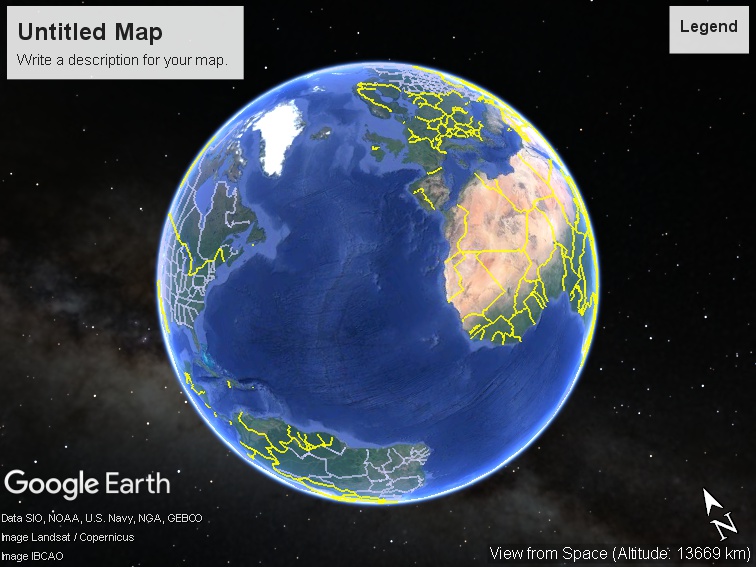 Untitled Map
Write a description for your map.
Legend
Google Earth
Data SIO, NOAA, U.S. Navy, NGA, GEBCO
Image Landsat / Copernicus
Image IBCAO
N
View from Space (Altitude: 13669 km)